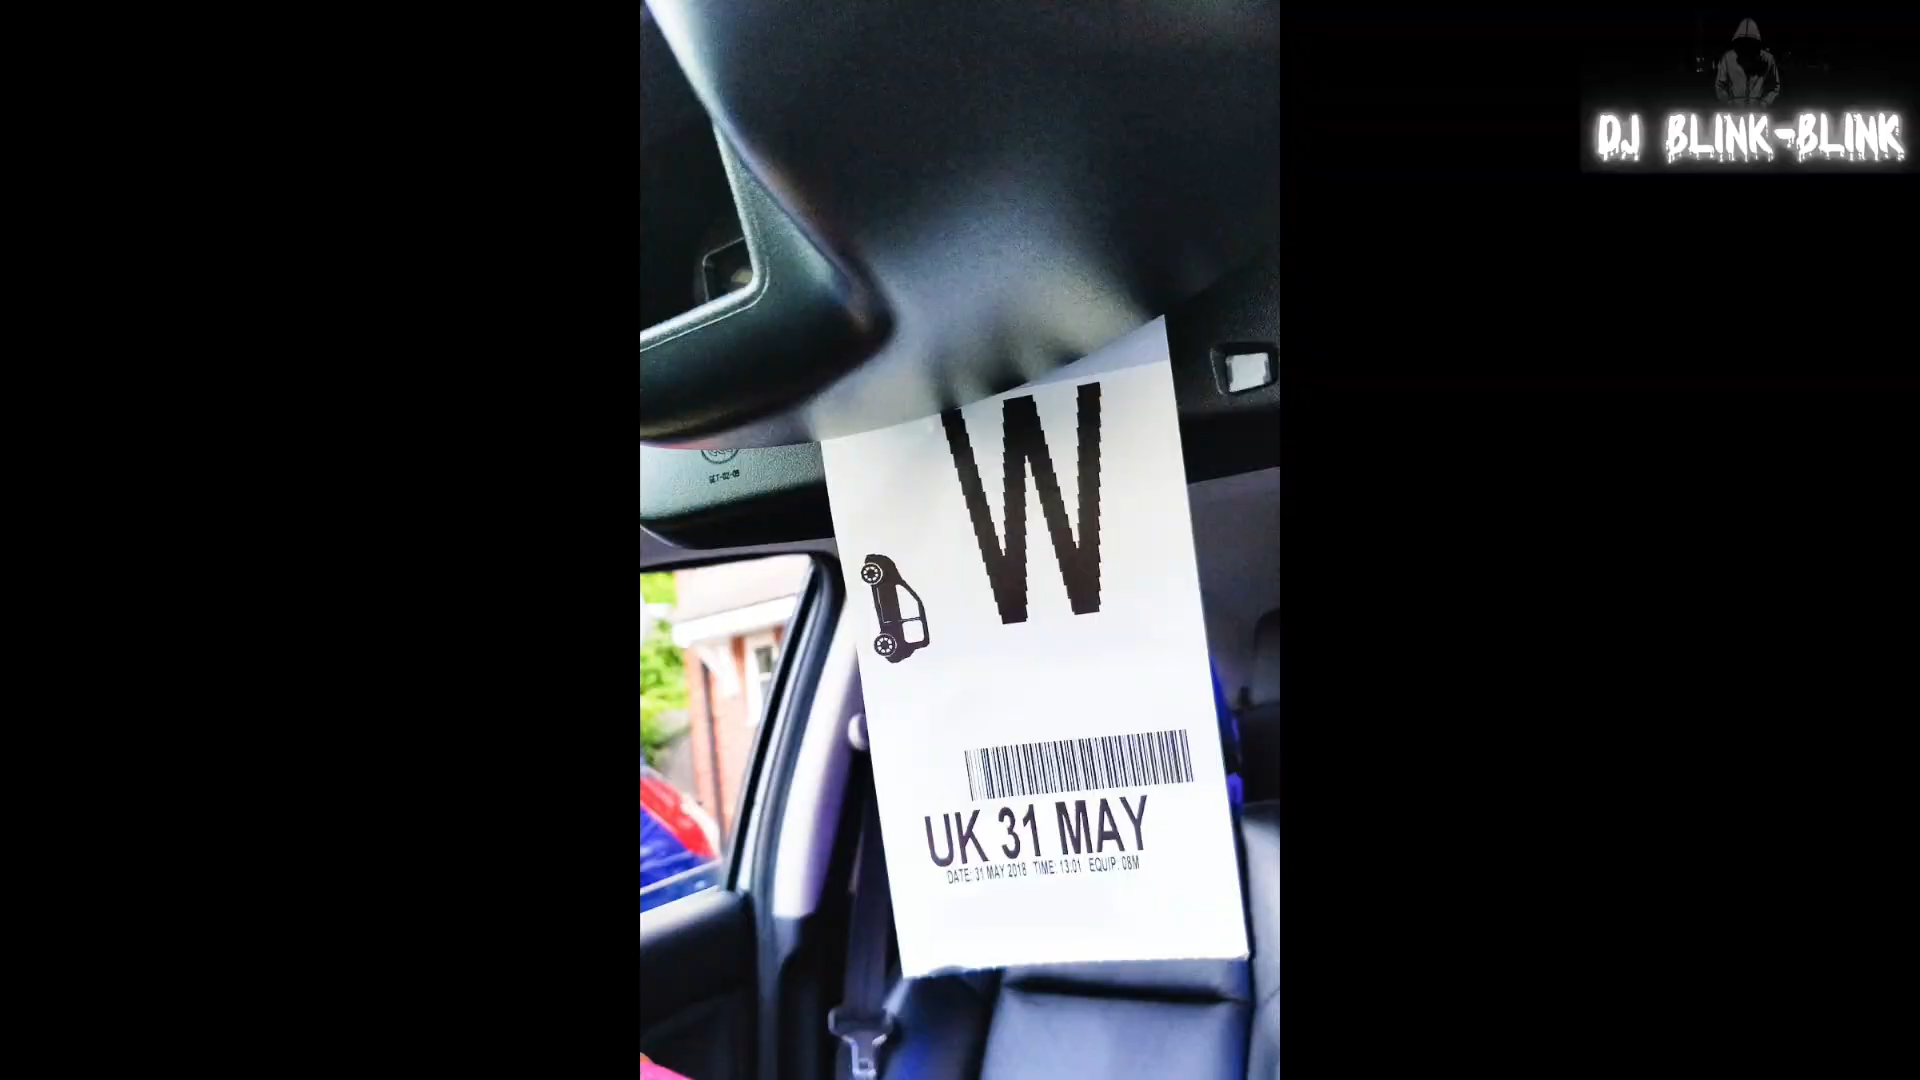 DJ BLINK-BLINK
W
UK 31 MAY
DATE: 31 MAY 2018 TIME: 13:01 EQUIP: 08M